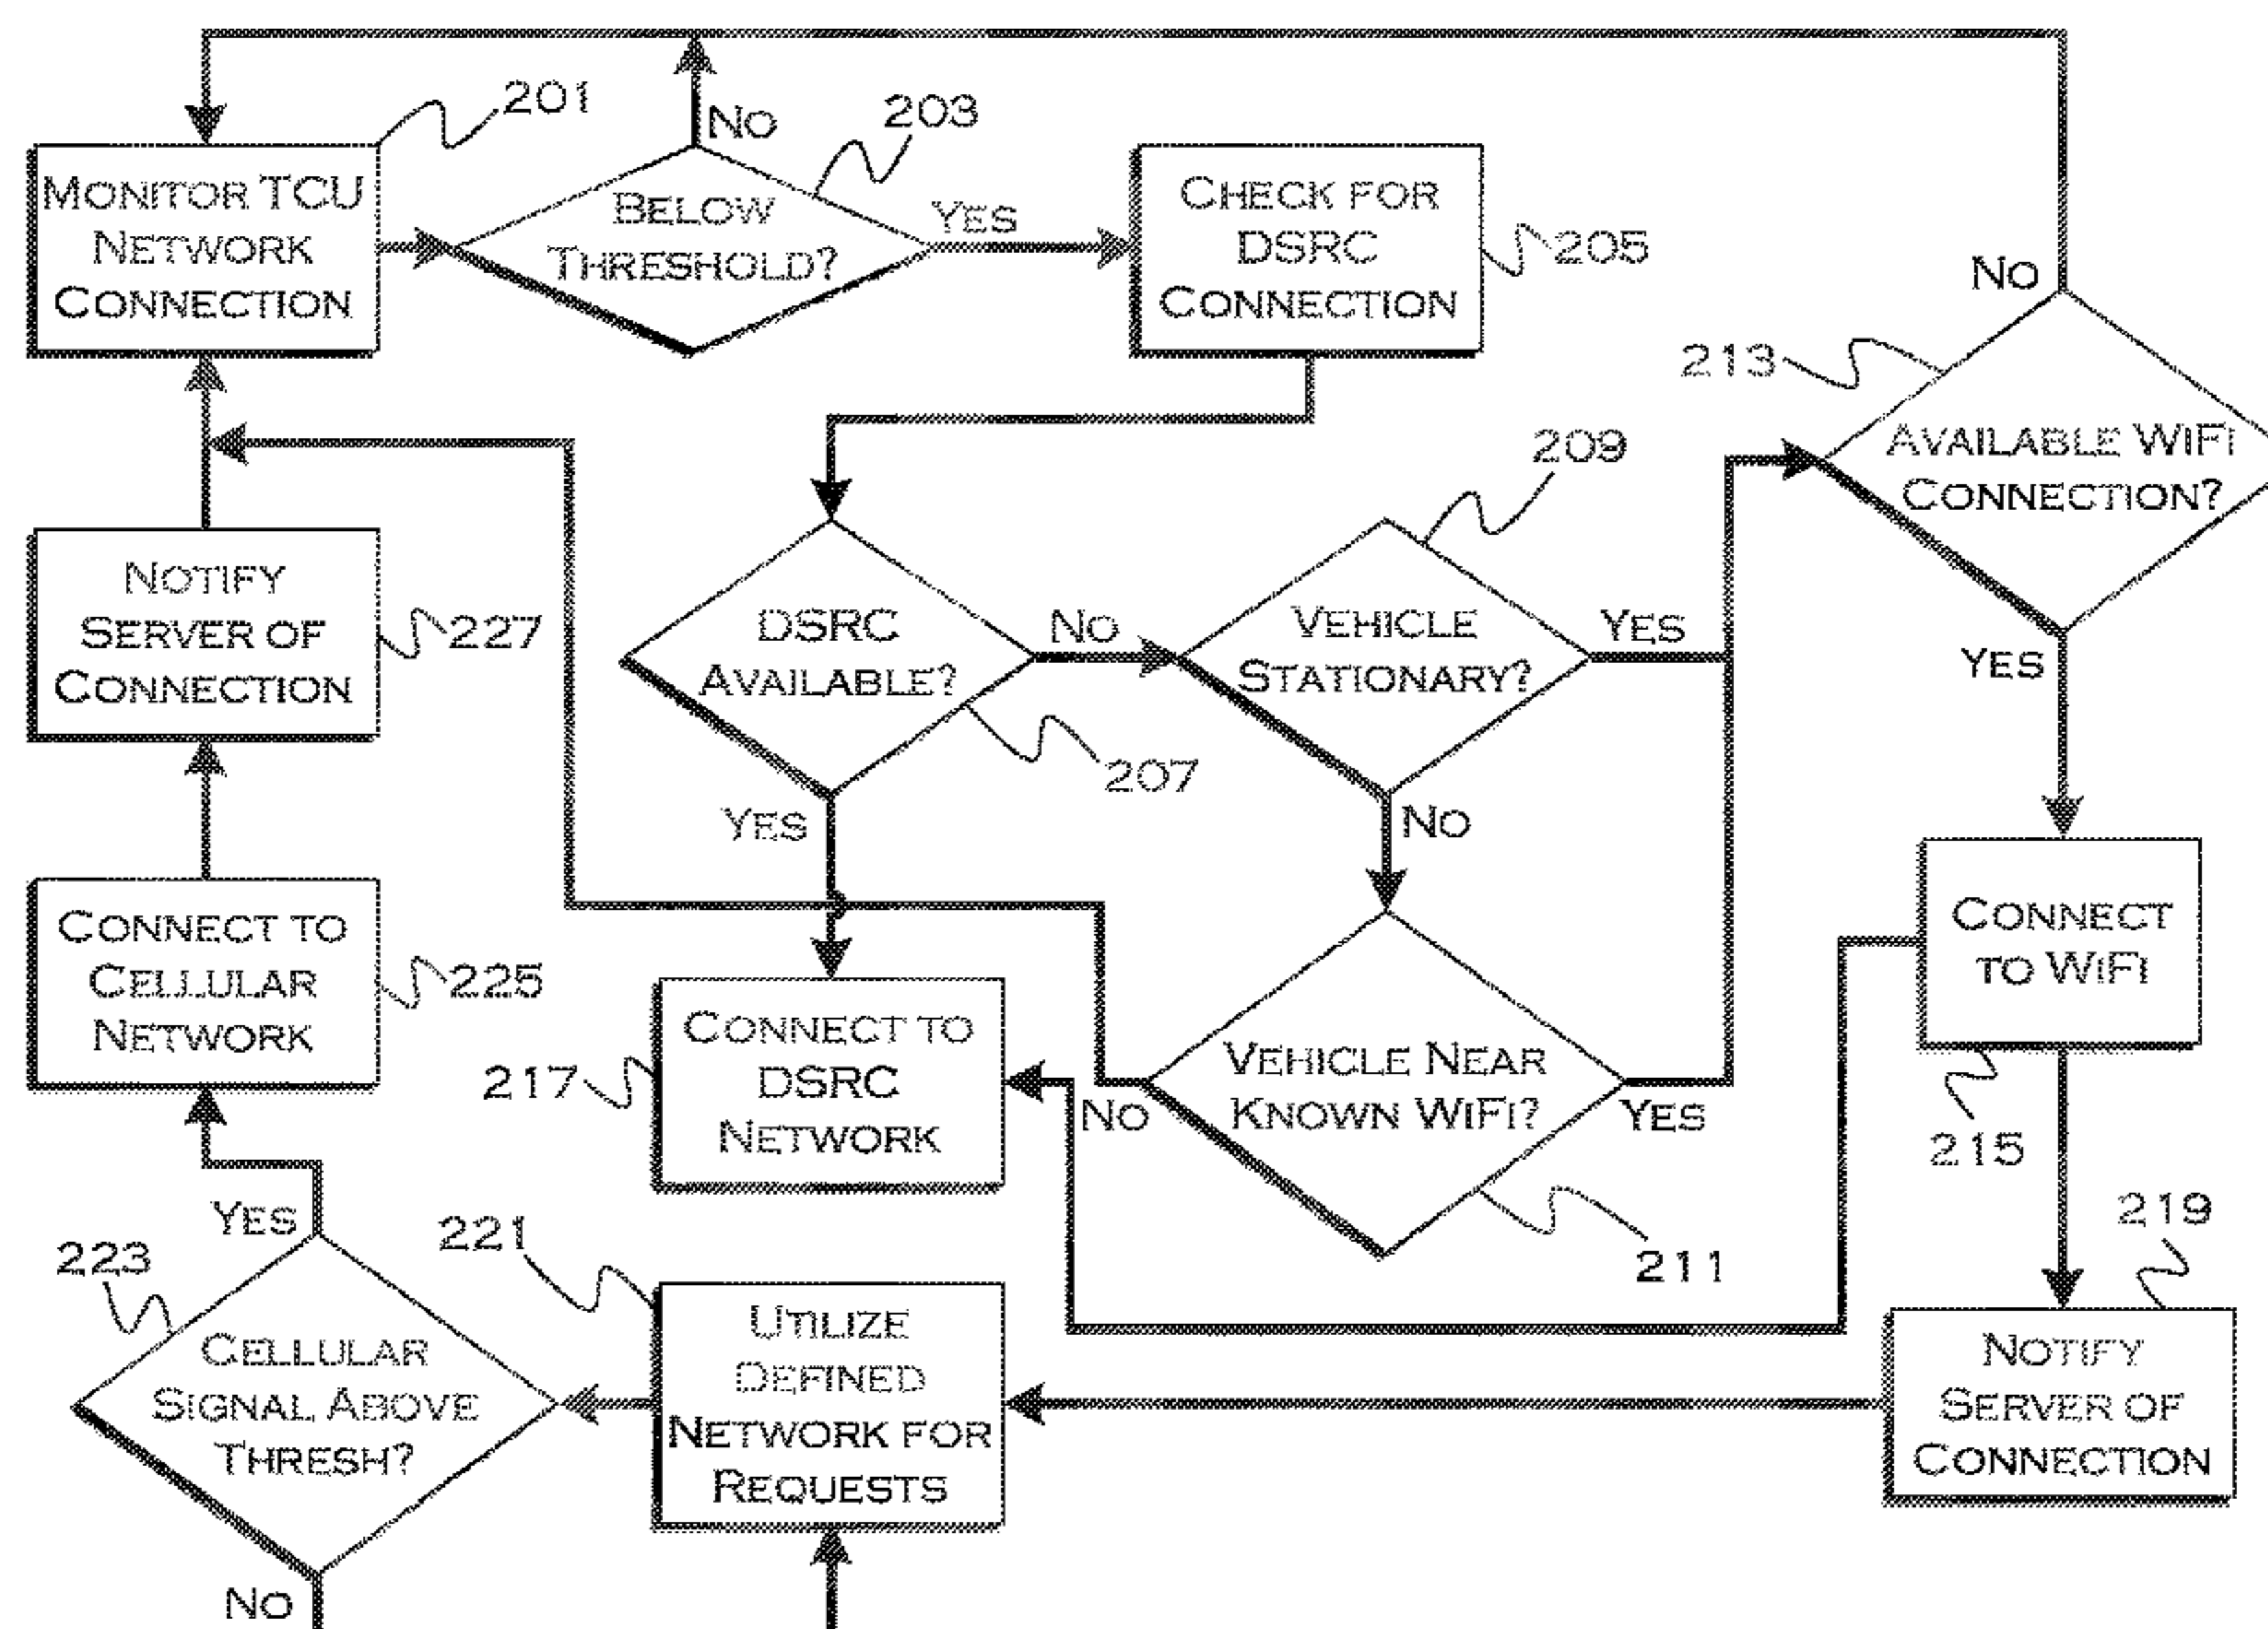 201
MONITOR TCU
NETWORK
CONNECTION
NO
203
BELOW
THRESHOLD?
YES
CHECK FOR
DSRC
CONNECTION
205
NO
213
AVAILABLE WIFI
CONNECTION?
YES
209
VEHICLE
STATIONARY?
YES
NO
DSRC
AVAILABLE?
NO
207
YES
NOTIFY
SERVER OF
CONNECTION
227
CONNECT TO
CELLULAR
NETWORK
225
CONNECT TO
DSRC
NETWORK
217
VEHICLE NEAR
KNOWN WIFI?
NO
YES
211
CONNECT
TO WIFI
215
219
NOTIFY
SERVER OF
CONNECTION
221
UTILIZE
DEFINED
NETWORK FOR
REQUESTS
YES
223
CELLULAR
SIGNAL ABOVE
THRESH?
NO